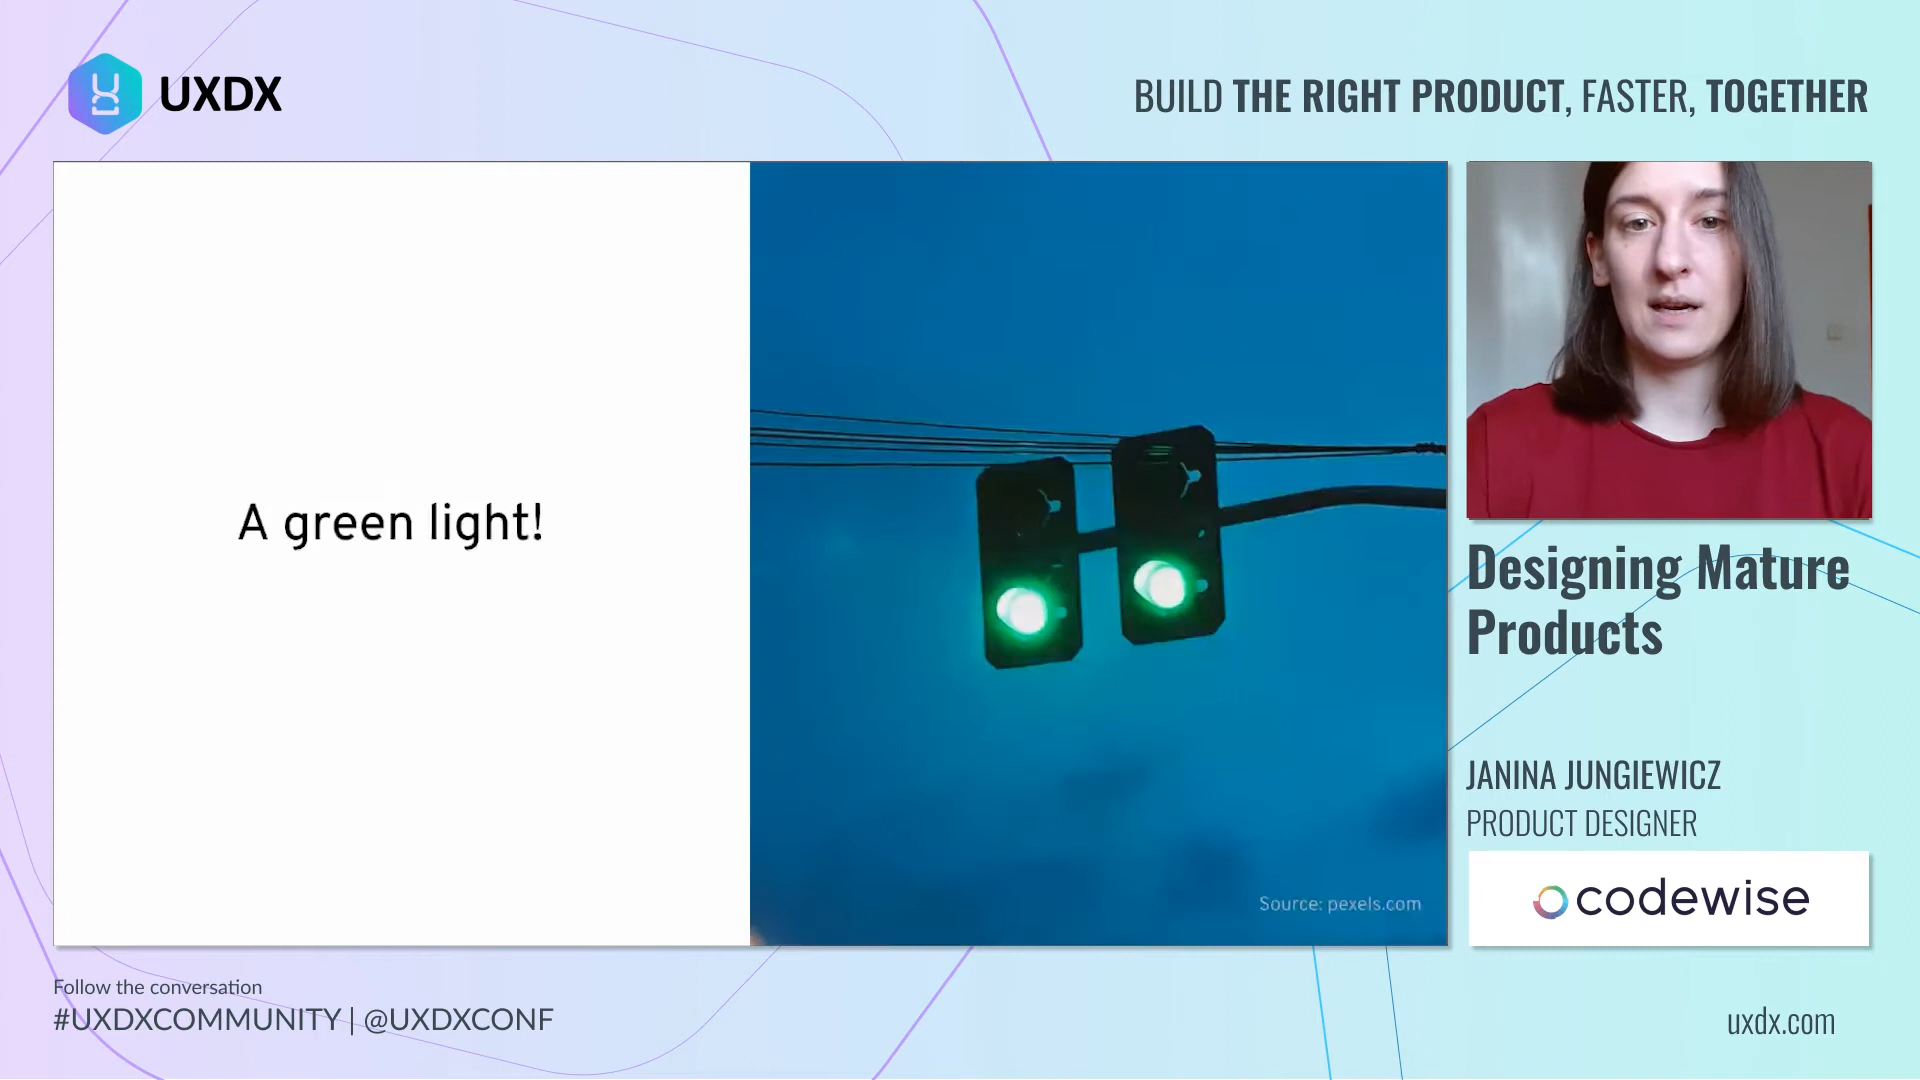 UXDX
BUILD THE RIGHT PRODUCT, FASTER, TOGETHER
A green light!
Source: pexels.com
Designing Mature
Products
JANINA JUNGIEWICZ
PRODUCT DESIGNER
codewise
Follow the conversation
#UXDXCOMMUNITY | @UXDXCONF
uxdx.com